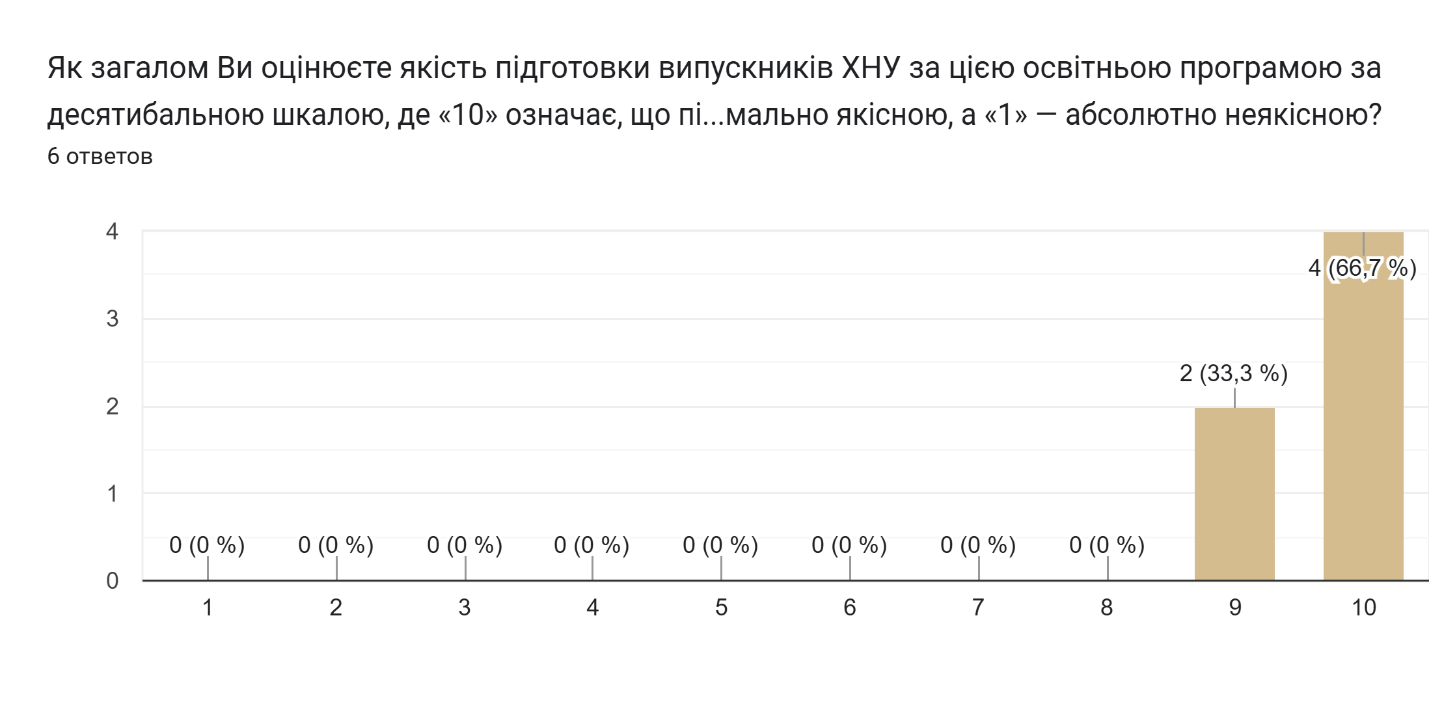 Як загалом Ви оцінюєте якість підготовки випускників ХНУ за цією освітньою програмою за
десятибальною шкалою, де «10» означає, що пі...мально якісною, а «1» — абсолютно неякісною?
6 ответов
4
4 (66,7 %)
3
2 (33,3 %)
2
1
0 (0 %) 0 (0 %) 0 (0 %) 0 (0 %) 0 (0 %) 0 (0 %) 0 (0 %) 0 (0 %)
0
1 2 3 4 5 6 7 8 9 10